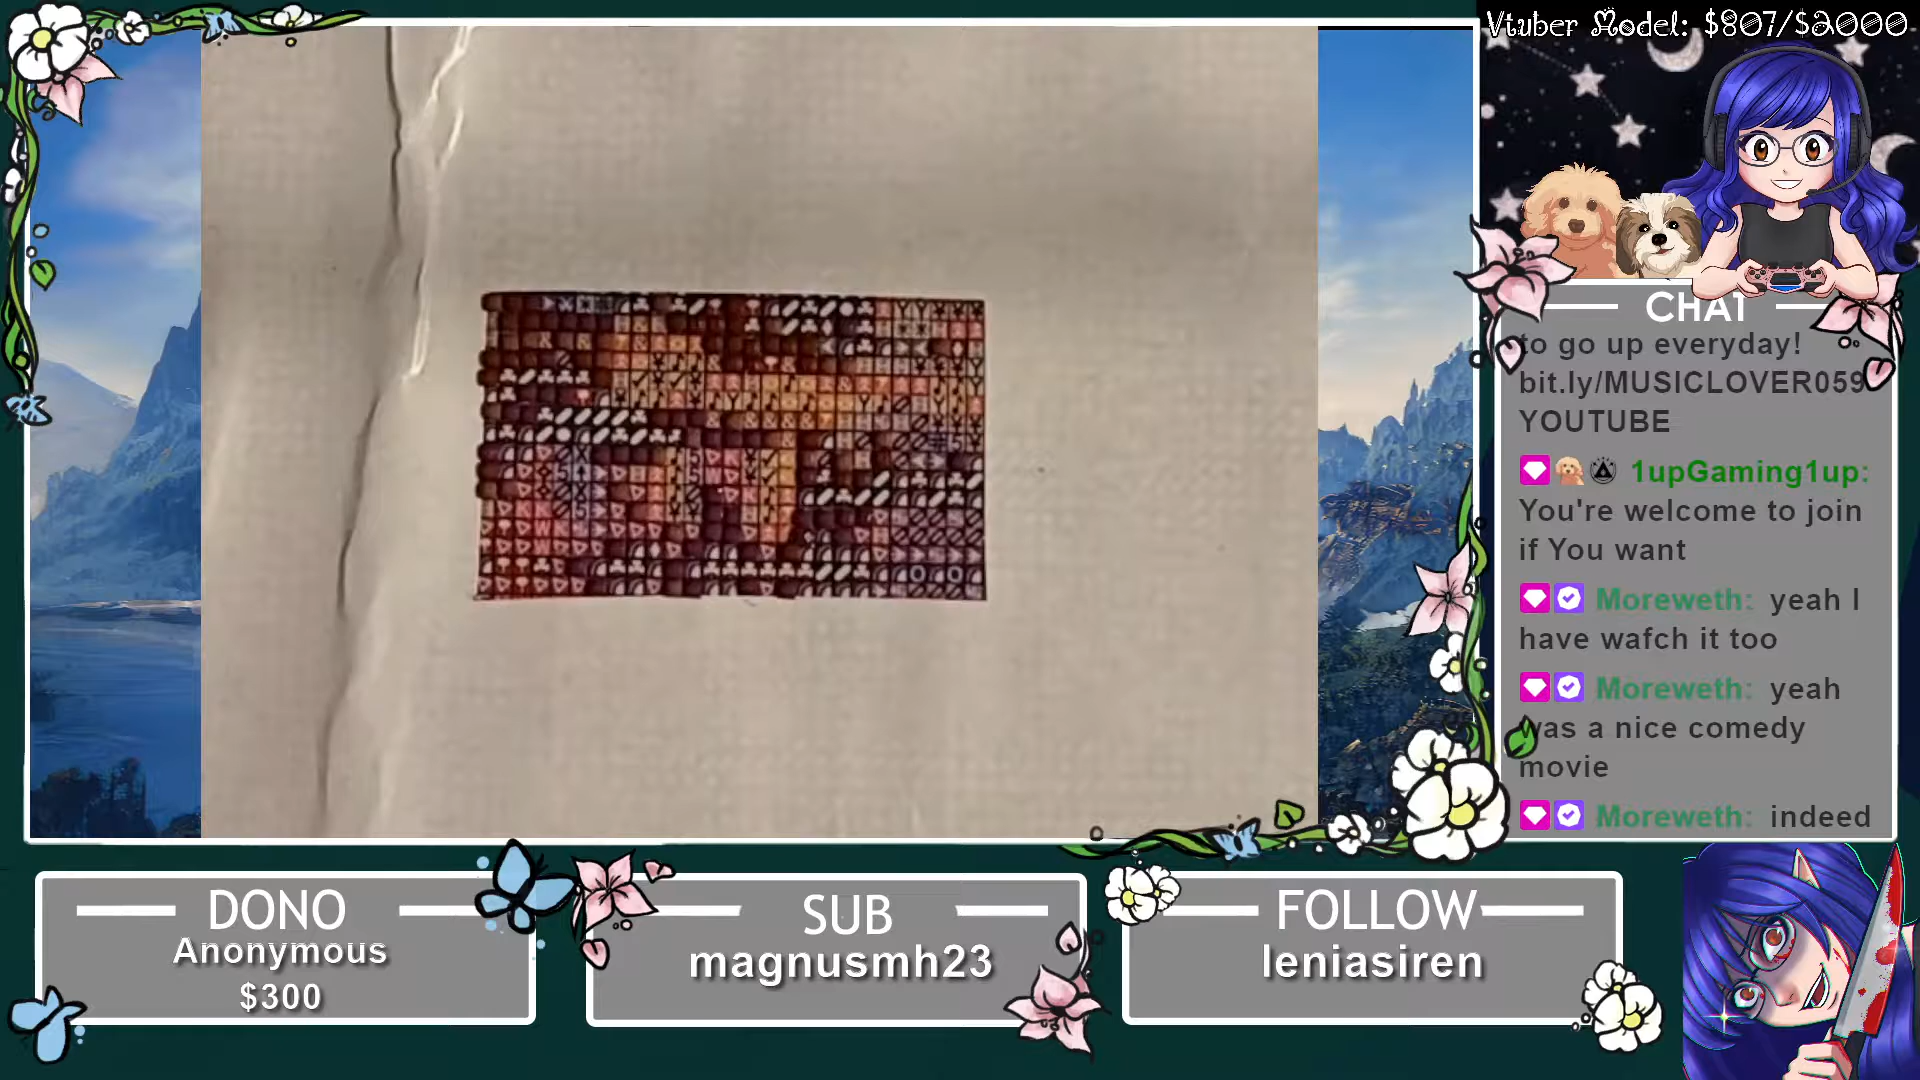 Vtuber Model: $807/$2000
CHAT
to go up everyday!
bit.ly/MUSICLOVER059
YOUTUBE
1upGaming1up:
You're welcome to join
if You want
Moreweth: yeah I
have wafch it too
Moreweth: yeah
was a nice comedy
movie
Moreweth: indeed
DONO
Anonymous
$300
SUB
magnusmh23
FOLLOW
leniasiren